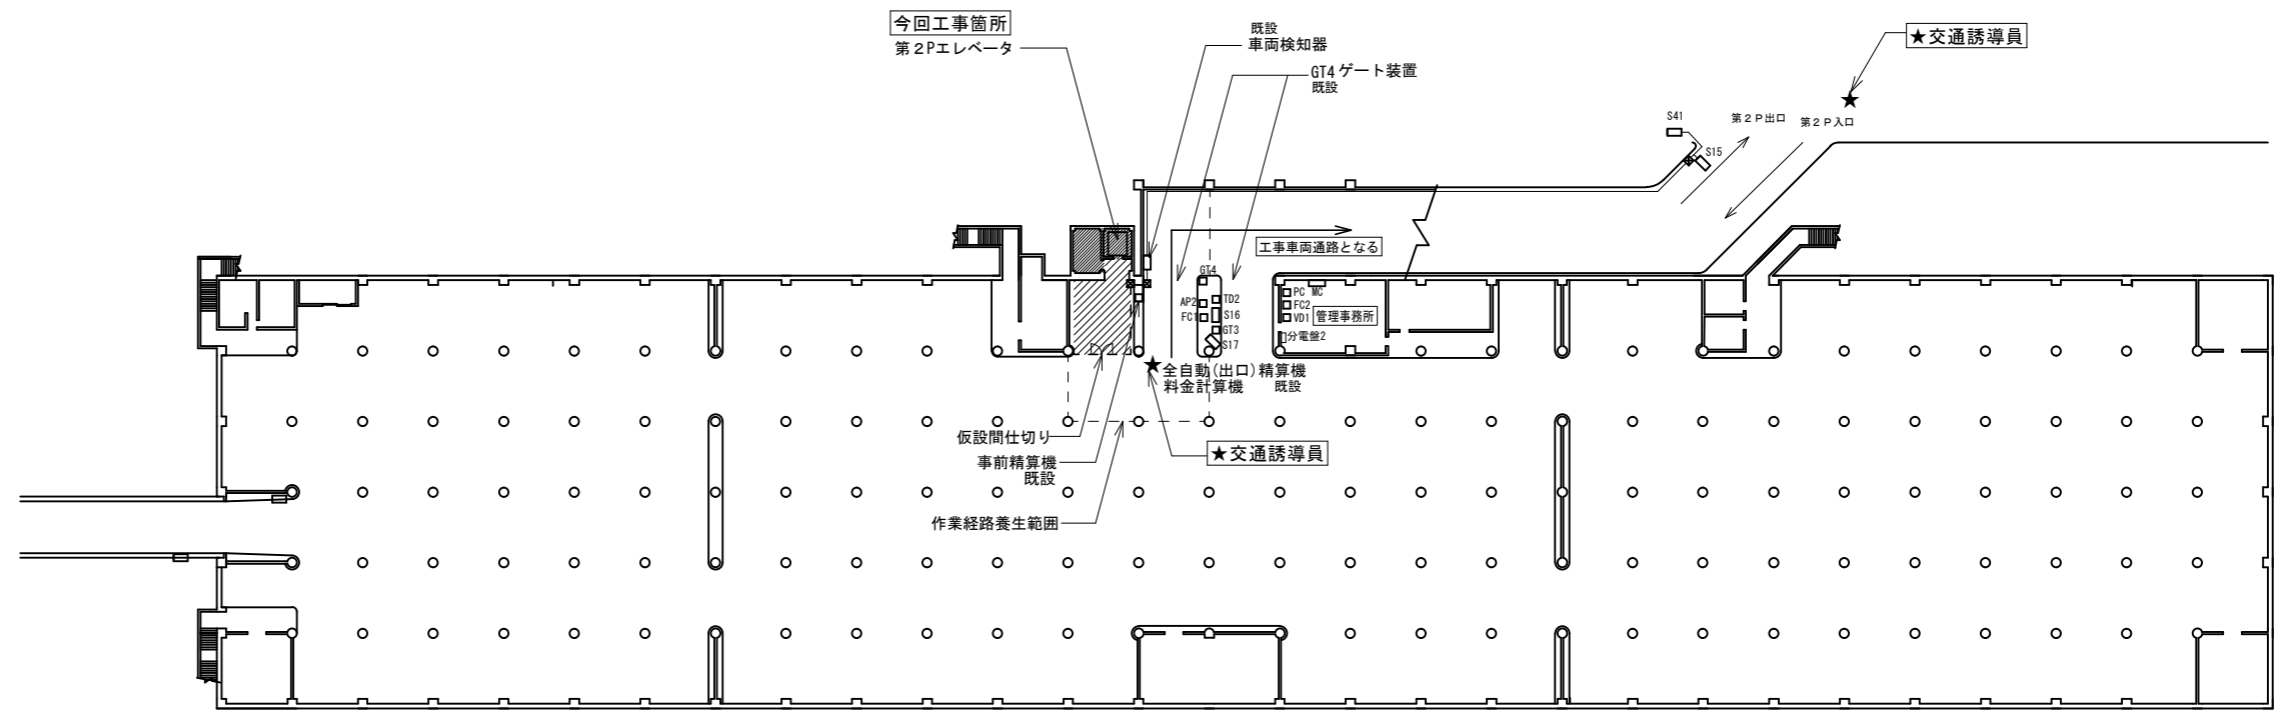 今回工事箇所
第2Pエレベータ
既設
車両検知器
GT4 ゲート装置
既設
★交通誘導員
★
S41
第2P出口
第2P入口
S15
工事車両通路となる
GT4
AP2
TD2
FC1
S16
GT3
S17
PC
MC
FC2
VD1
管理事務所
分電盤2
★全自動(出口)精算機
料金計算機
既設
仮設間仕切り
★交通誘導員
事前精算機
既設
作業経路養生範囲